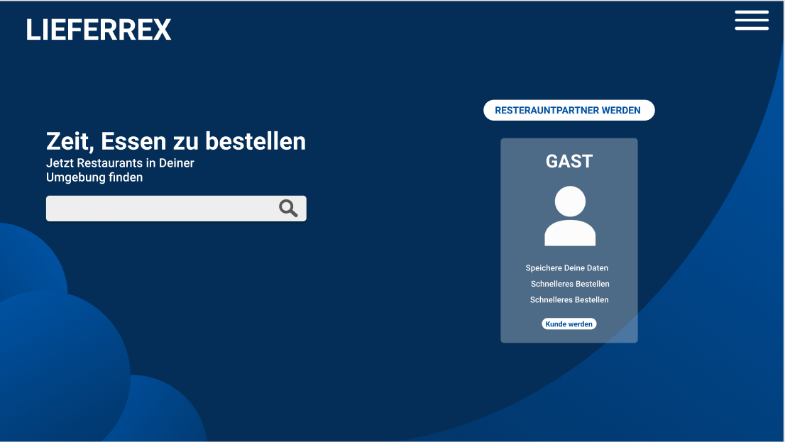 LIEFERREX
RESTERAUNTPARTNER WERDEN
Zeit, Essen zu bestellen
Jetzt Restaurants in Deiner
Umgebung finden
GAST
Speichere Deine Daten
Schnelleres Bestellen
Schnelleres Bestellen
Kunde werden